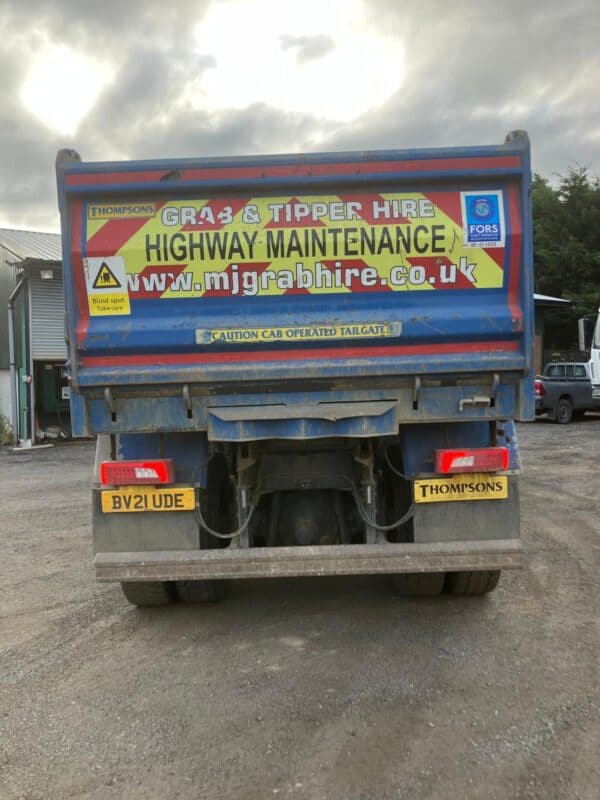 THOMPSONS
GRAB & TIPPER HIRE
HIGHWAY MAINTENANCE
www.mjgrabhire.co.uk
FORS
Blind spot
Take care
CAUTION CAB OPERATED TAILGATE
BV21 UDE
THOMPSONS